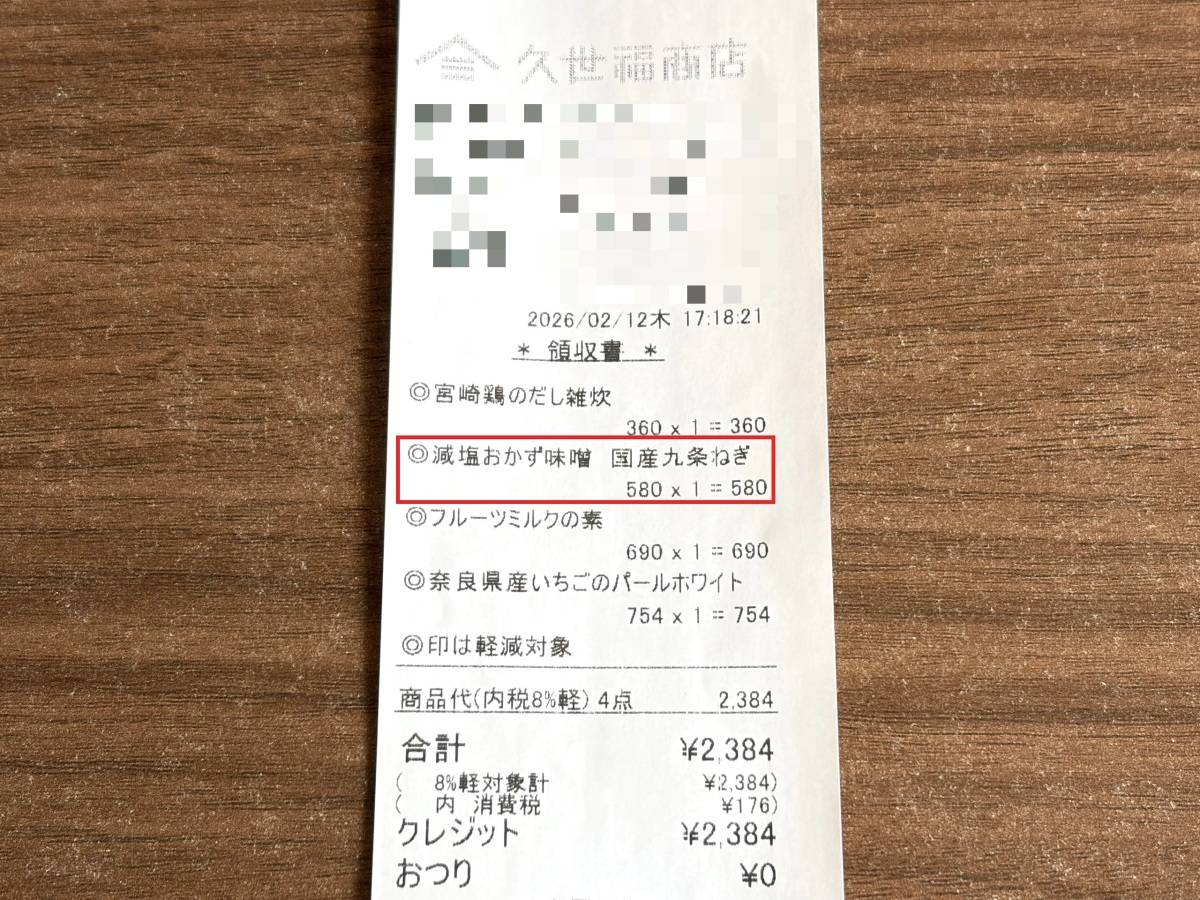 久世福商店
2026/02/12木 17:18:21
* 領収書 *
◎宮崎鶏のだし雑炊
360 x 1 = 360
◎減塩おかず味噌 国産九条ねぎ
580 x 1 = 580
◎フルーツミルクの素
690 x 1 = 690
◎奈良県産いちごのパールホワイト
754 x 1 = 754
◎印は軽減対象
商品代(内税8%軽) 4点 2,384
合計 ¥2,384
( 8%軽対象計 ¥2,384)
( 内 消費税 ¥176)
クレジット ¥2,384
おつり ¥0